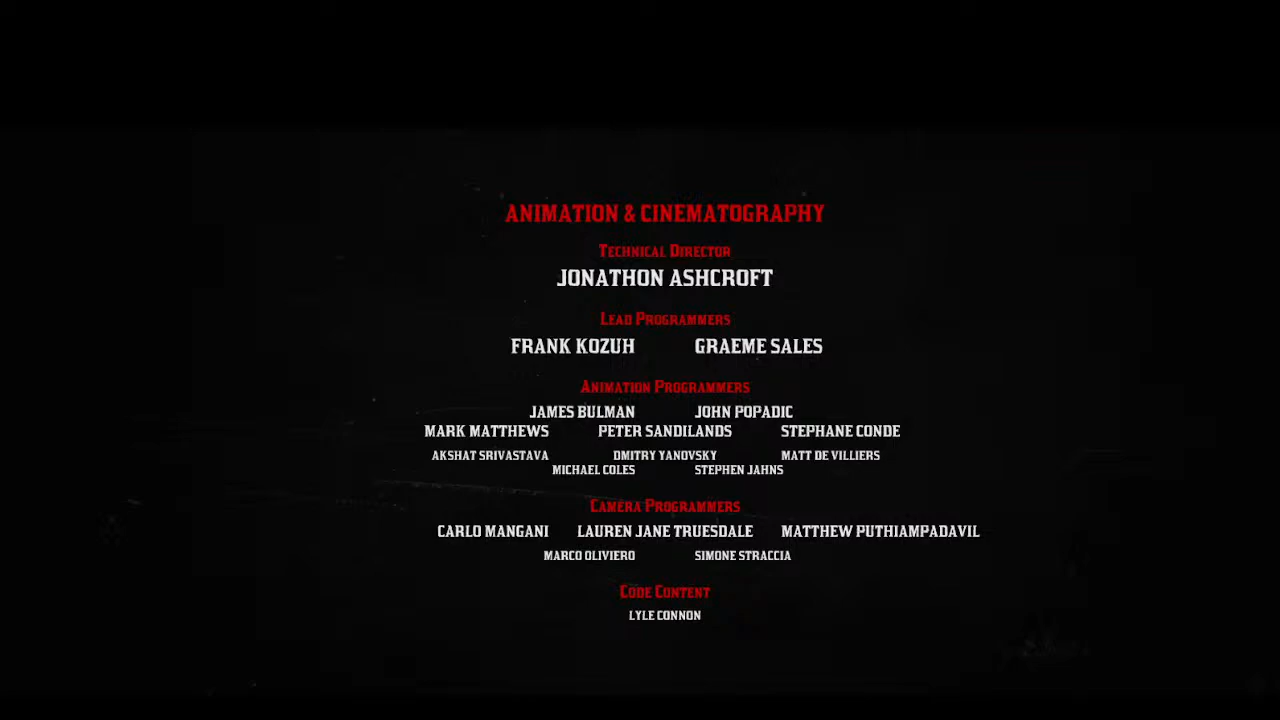 ANIMATION & CINEMATOGRAPHY
TECHNICAL DIRECTOR
JONATHON ASHCROFT
LEAD PROGRAMMERS
FRANK KOZUH GRAEME SALES
ANIMATION PROGRAMMERS
JAMES BULMAN JOHN POPADIC
MARK MATTHEWS PETER SANDILANDS STEPHANE CONDE
AKSHAT SRIVASTAVA DMITRY YANOVSKY MATT DE VILLIERS
MICHAEL COLES STEPHEN JAHNS
CAMERA PROGRAMMERS
CARLO MANGANI LAUREN JANE TRUESDALE MATTHEW PUTHIAMPADAVIL
MARCO OLIVIERO SIMONE STRACCIA
CODE CONTENT
LYLE CONNON